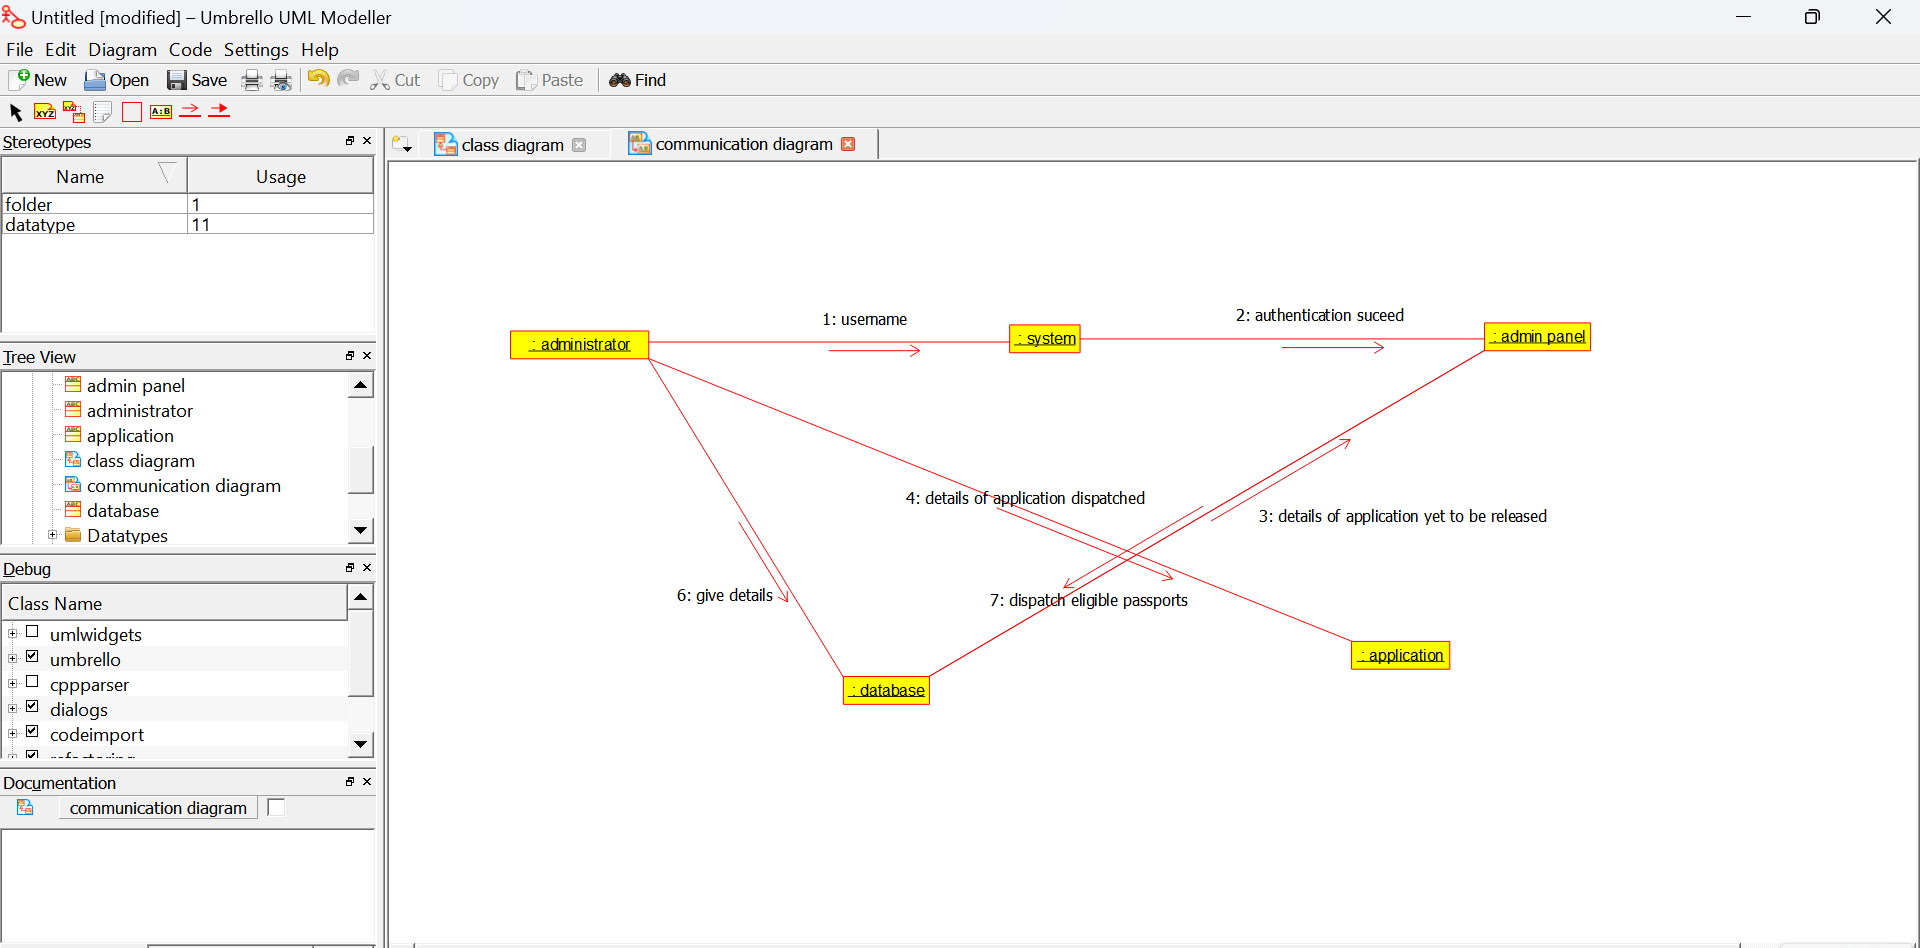 Untitled [modified] – Umbrello UML Modeller
File Edit Diagram Code Settings Help
New Open Save Cut Copy Paste Find
XYZ XYZ A:B
Stereotypes
Name Usage
folder 1
datatype 11
Tree View
admin panel
administrator
application
class diagram
communication diagram
database
Datatypes
Debug
Class Name
umlwidgets
umbrello
cppparser
dialogs
codeimport
Documentation
communication diagram
class diagram communication diagram
1: username
2: authentication suceed
: administrator
: system
: admin panel
4: details of application dispatched
3: details of application yet to be released
6: give details
7: dispatch eligible passports
: application
: database